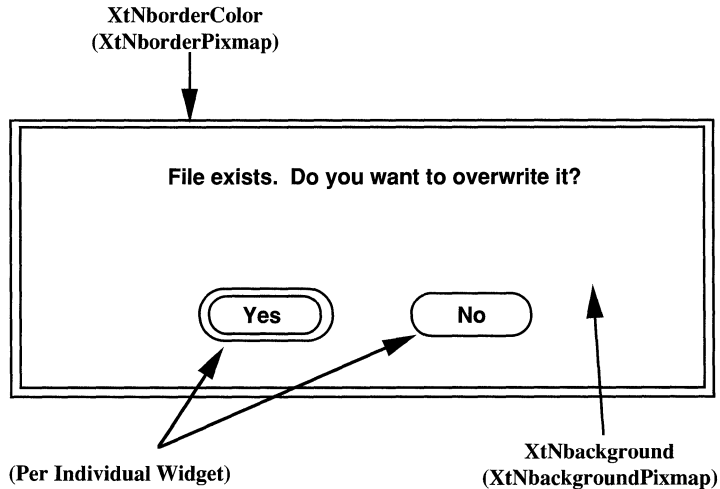 XtNborderColor
(XtNborderPixmap)
File exists. Do you want to overwrite it?
Yes
No
(Per Individual Widget)
XtNbackground
(XtNbackgroundPixmap)